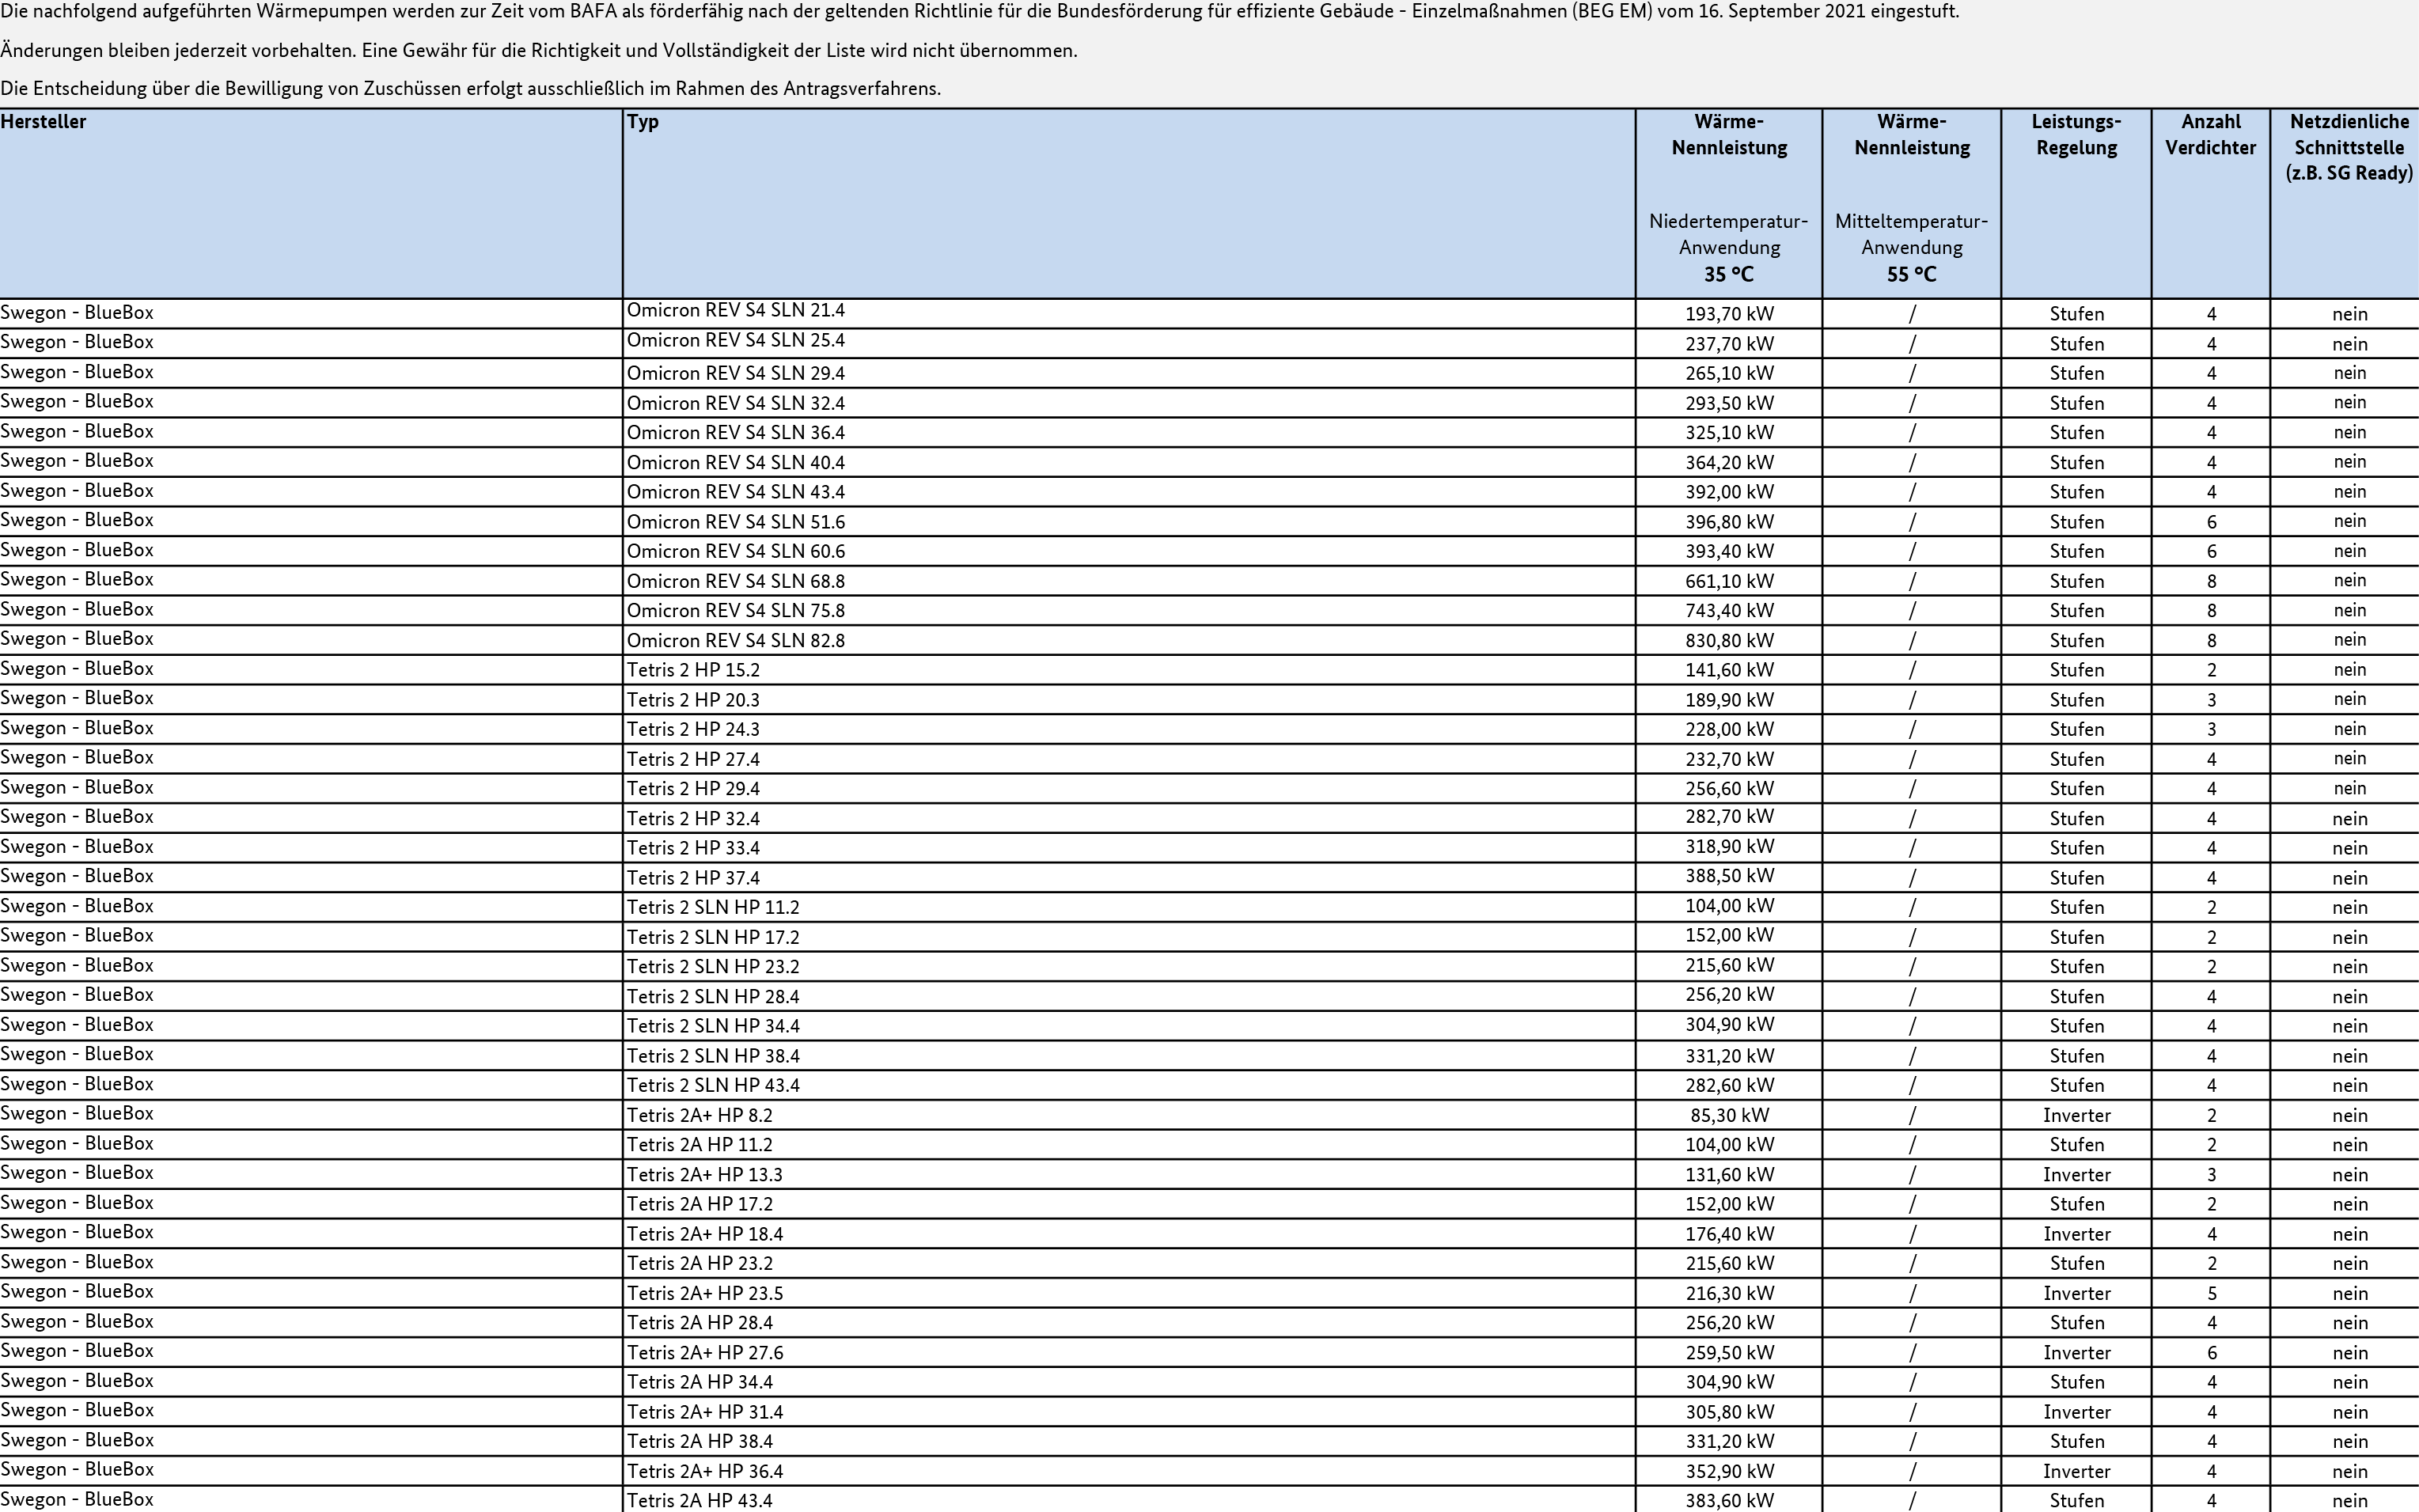 Die nachfolgend aufgeführten Wärmepumpen werden zur Zeit vom BAFA als förderfähig nach der geltenden Richtlinie für die Bundesförderung für effiziente Gebäude - Einzelmaßnahmen (BEG EM) vom 16. September 2021 eingestuft.
Änderungen bleiben jederzeit vorbehalten. Eine Gewähr für die Richtigkeit und Vollständigkeit der Liste wird nicht übernommen.
Die Entscheidung über die Bewilligung von Zuschüssen erfolgt ausschließlich im Rahmen des Antragsverfahrens.
Hersteller Typ Wärme- Wärme- Leistungs- Anzahl Netzdienliche
Nennleistung Nennleistung Regelung Verdichter Schnittstelle
(z.B. SG Ready)
Niedertemperatur- Mitteltemperatur-
Anwendung Anwendung
35 °C 55 °C
Swegon - BlueBox Omicron REV S4 SLN 21.4 193,70 kW / Stufen 4 nein
Swegon - BlueBox Omicron REV S4 SLN 25.4 237,70 kW / Stufen 4 nein
Swegon - BlueBox Omicron REV S4 SLN 29.4 265,10 kW / Stufen 4 nein
Swegon - BlueBox Omicron REV S4 SLN 32.4 293,50 kW / Stufen 4 nein
Swegon - BlueBox Omicron REV S4 SLN 36.4 325,10 kW / Stufen 4 nein
Swegon - BlueBox Omicron REV S4 SLN 40.4 364,20 kW / Stufen 4 nein
Swegon - BlueBox Omicron REV S4 SLN 43.4 392,00 kW / Stufen 4 nein
Swegon - BlueBox Omicron REV S4 SLN 51.6 396,80 kW / Stufen 6 nein
Swegon - BlueBox Omicron REV S4 SLN 60.6 393,40 kW / Stufen 6 nein
Swegon - BlueBox Omicron REV S4 SLN 68.8 661,10 kW / Stufen 8 nein
Swegon - BlueBox Omicron REV S4 SLN 75.8 743,40 kW / Stufen 8 nein
Swegon - BlueBox Omicron REV S4 SLN 82.8 830,80 kW / Stufen 8 nein
Swegon - BlueBox Tetris 2 HP 15.2 141,60 kW / Stufen 2 nein
Swegon - BlueBox Tetris 2 HP 20.3 189,90 kW / Stufen 3 nein
Swegon - BlueBox Tetris 2 HP 24.3 228,00 kW / Stufen 3 nein
Swegon - BlueBox Tetris 2 HP 27.4 232,70 kW / Stufen 4 nein
Swegon - BlueBox Tetris 2 HP 29.4 256,60 kW / Stufen 4 nein
Swegon - BlueBox Tetris 2 HP 32.4 282,70 kW / Stufen 4 nein
Swegon - BlueBox Tetris 2 HP 33.4 318,90 kW / Stufen 4 nein
Swegon - BlueBox Tetris 2 HP 37.4 388,50 kW / Stufen 4 nein
Swegon - BlueBox Tetris 2 SLN HP 11.2 104,00 kW / Stufen 2 nein
Swegon - BlueBox Tetris 2 SLN HP 17.2 152,00 kW / Stufen 2 nein
Swegon - BlueBox Tetris 2 SLN HP 23.2 215,60 kW / Stufen 2 nein
Swegon - BlueBox Tetris 2 SLN HP 28.4 256,20 kW / Stufen 4 nein
Swegon - BlueBox Tetris 2 SLN HP 34.4 304,90 kW / Stufen 4 nein
Swegon - BlueBox Tetris 2 SLN HP 38.4 331,20 kW / Stufen 4 nein
Swegon - BlueBox Tetris 2 SLN HP 43.4 282,60 kW / Stufen 4 nein
Swegon - BlueBox Tetris 2A+ HP 8.2 85,30 kW / Inverter 2 nein
Swegon - BlueBox Tetris 2A HP 11.2 104,00 kW / Stufen 2 nein
Swegon - BlueBox Tetris 2A+ HP 13.3 131,60 kW / Inverter 3 nein
Swegon - BlueBox Tetris 2A HP 17.2 152,00 kW / Stufen 2 nein
Swegon - BlueBox Tetris 2A+ HP 18.4 176,40 kW / Inverter 4 nein
Swegon - BlueBox Tetris 2A HP 23.2 215,60 kW / Stufen 2 nein
Swegon - BlueBox Tetris 2A+ HP 23.5 216,30 kW / Inverter 5 nein
Swegon - BlueBox Tetris 2A HP 28.4 256,20 kW / Stufen 4 nein
Swegon - BlueBox Tetris 2A+ HP 27.6 259,50 kW / Inverter 6 nein
Swegon - BlueBox Tetris 2A HP 34.4 304,90 kW / Stufen 4 nein
Swegon - BlueBox Tetris 2A+ HP 31.4 305,80 kW / Inverter 4 nein
Swegon - BlueBox Tetris 2A HP 38.4 331,20 kW / Stufen 4 nein
Swegon - BlueBox Tetris 2A+ HP 36.4 352,90 kW / Inverter 4 nein
Swegon - BlueBox Tetris 2A HP 43.4 383,60 kW / Stufen 4 nein